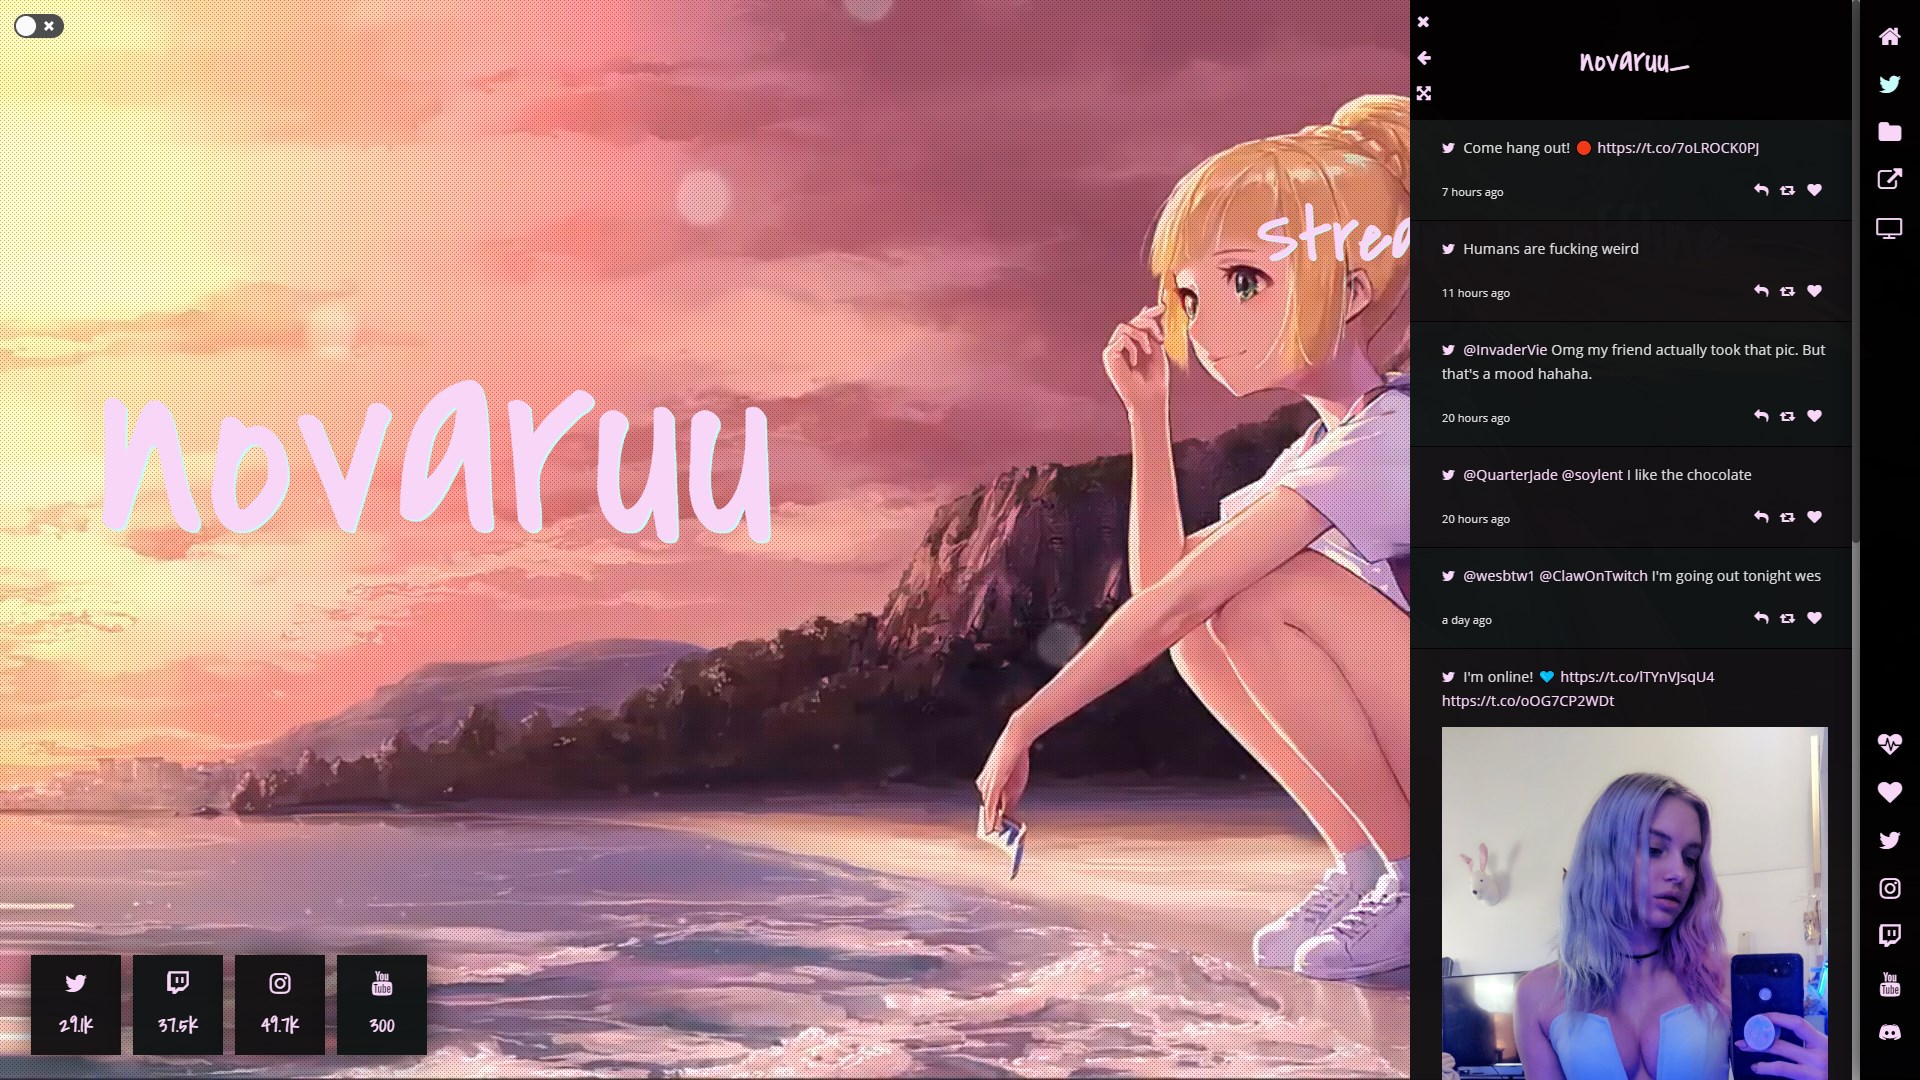 novaruu_
strea
novaruu
Come hang out! https://t.co/7oLROCK0PJ
7 hours ago
Humans are fucking weird
11 hours ago
@InvaderVie Omg my friend actually took that pic. But
that's a mood hahaha.
20 hours ago
@QuarterJade @soylent I like the chocolate
20 hours ago
@wesbtw1 @ClawOnTwitch I'm going out tonight wes
a day ago
I'm online! https://t.co/lTYnVJsqU4
https://t.co/oOG7CP2WDt
29.1k
37.5k
49.7k
You
Tube
300
You
Tube